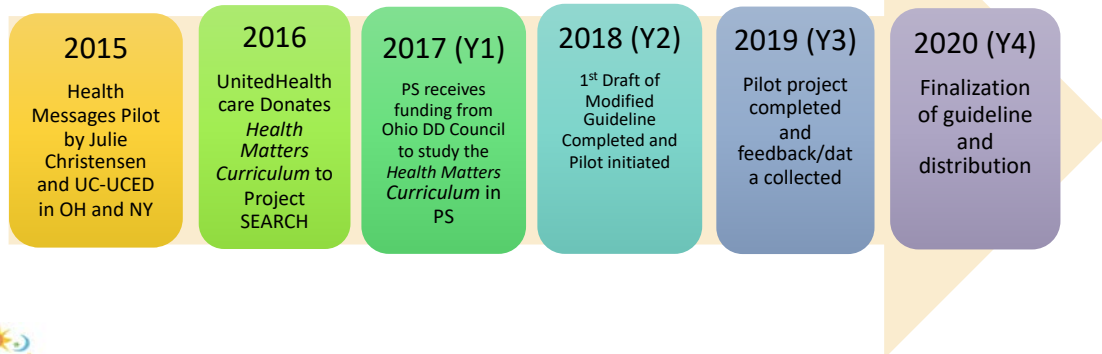 2015
Health
Messages Pilot
by Julie
Christensen
and UC-UCED
in OH and NY
2016
UnitedHealth
care Donates
Health
Matters
Curriculum to
Project
SEARCH
2017 (Y1)
PS receives
funding from
Ohio DD Council
to study the
Health Matters
Curriculum in
PS
2018 (Y2)
1st Draft of
Modified
Guideline
Completed and
Pilot initiated
2019 (Y3)
Pilot project
completed
and
feedback/dat
a collected
2020 (Y4)
Finalization
of guideline
and
distribution